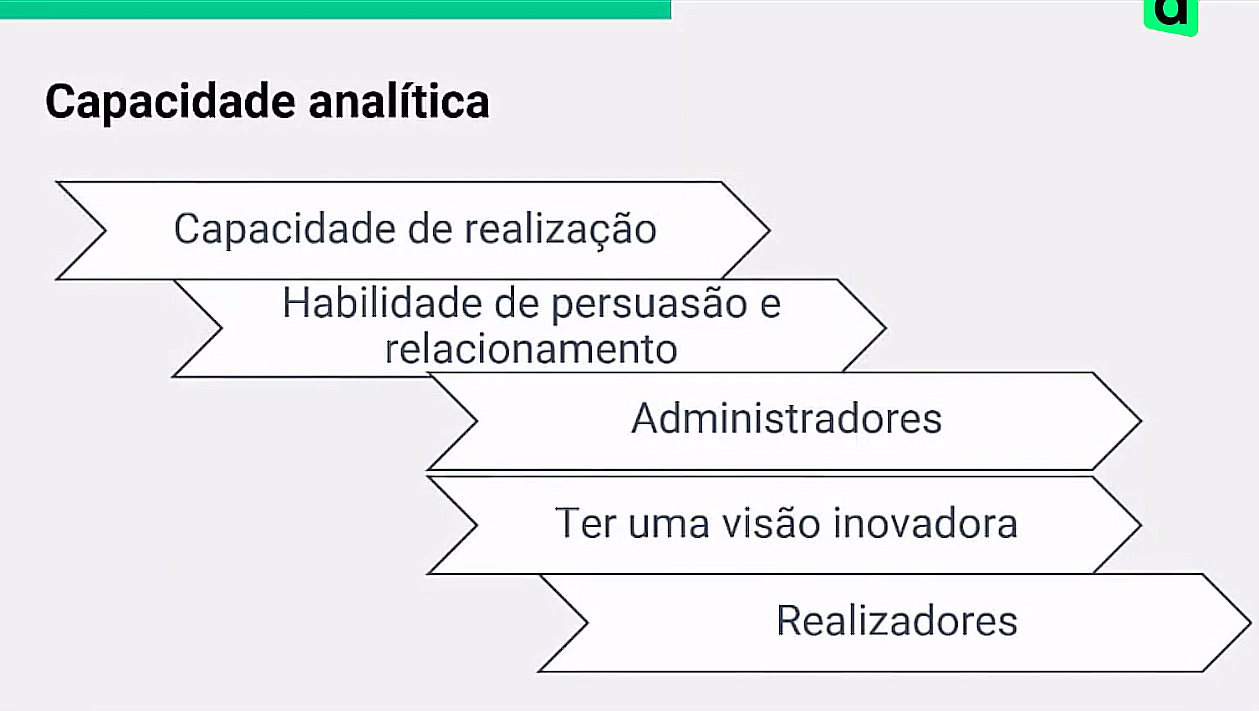 d
Capacidade analítica
Capacidade de realização
Habilidade de persuasão e
relacionamento
Administradores
Ter uma visão inovadora
Realizadores